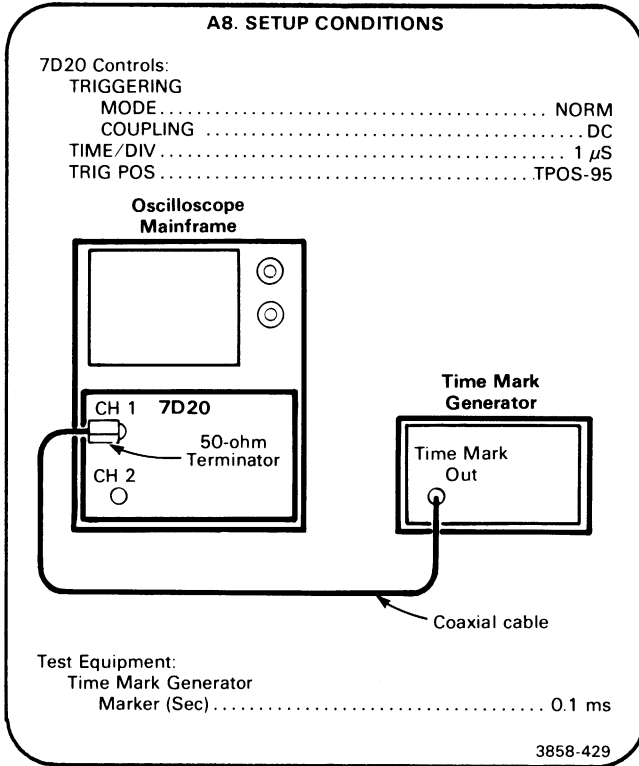 A8. SETUP CONDITIONS
7D20 Controls:
TRIGGERING
MODE.......................................... NORM
COUPLING .........................................DC
TIME/DIV............................................. 1 μS
TRIG POS .........................................TPOS-95
Oscilloscope
Mainframe
CH 1 7D20
50-ohm
Terminator
CH 2
Time Mark
Generator
Time Mark
Out
Coaxial cable
Test Equipment:
Time Mark Generator
Marker (Sec)................................... 0.1 ms
3858-429